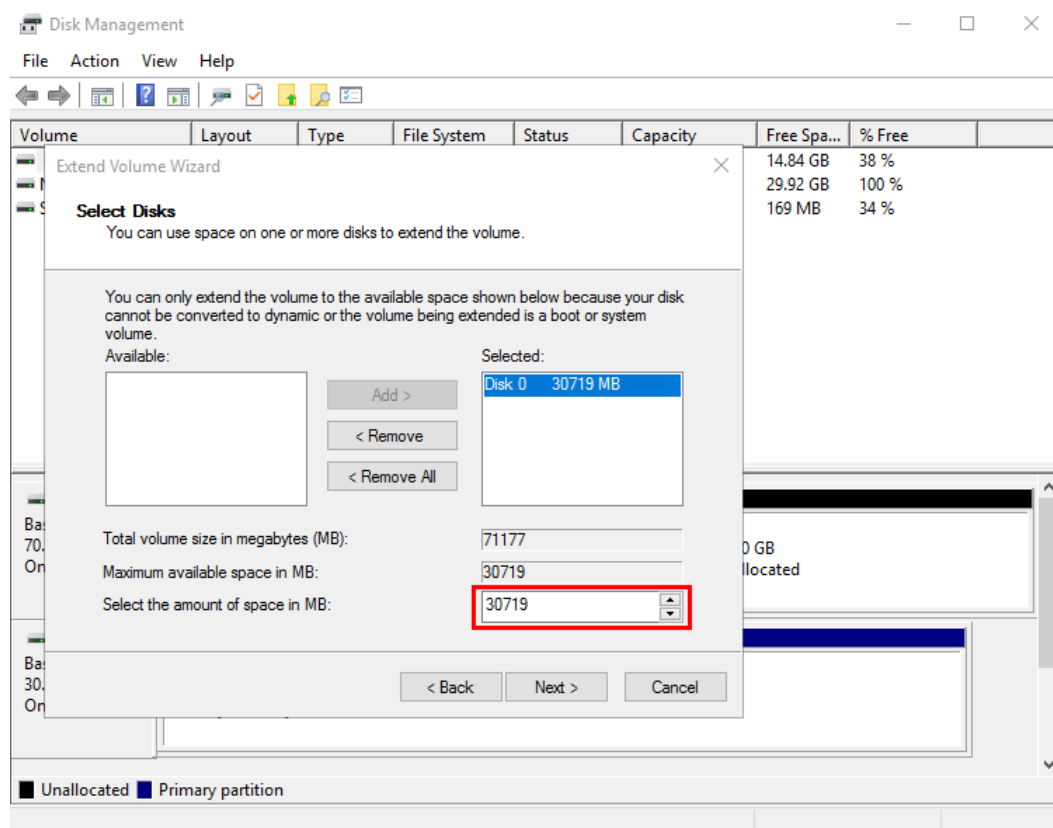 Disk Management
File Action View Help
Volume Layout Type File System Status Capacity Free Spa... % Free
14.84 GB 38 %
29.92 GB 100 %
169 MB 34 %
Extend Volume Wizard
Select Disks
You can use space on one or more disks to extend the volume.
You can only extend the volume to the available space shown below because your disk
cannot be converted to dynamic or the volume being extended is a boot or system
volume.
Available: Selected:
Disk 0 30719 MB
Add >
< Remove
< Remove All
Total volume size in megabytes (MB): 71177
Maximum available space in MB: 30719
Select the amount of space in MB: 30719
< Back Next > Cancel
Unallocated Primary partition